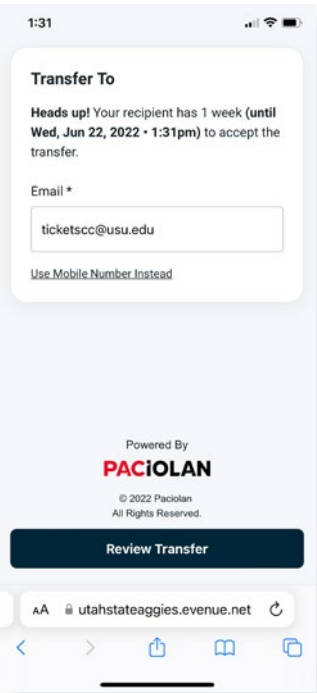 1:31
Transfer To
Heads up! Your recipient has 1 week (until
Wed, Jun 22, 2022 • 1:31pm) to accept the
transfer.
Email *
ticketscc@usu.edu
Use Mobile Number Instead
Powered By
PACiOLAN
© 2022 Paciolan
All Rights Reserved.
Review Transfer
AA utahstateaggies.evenue.net